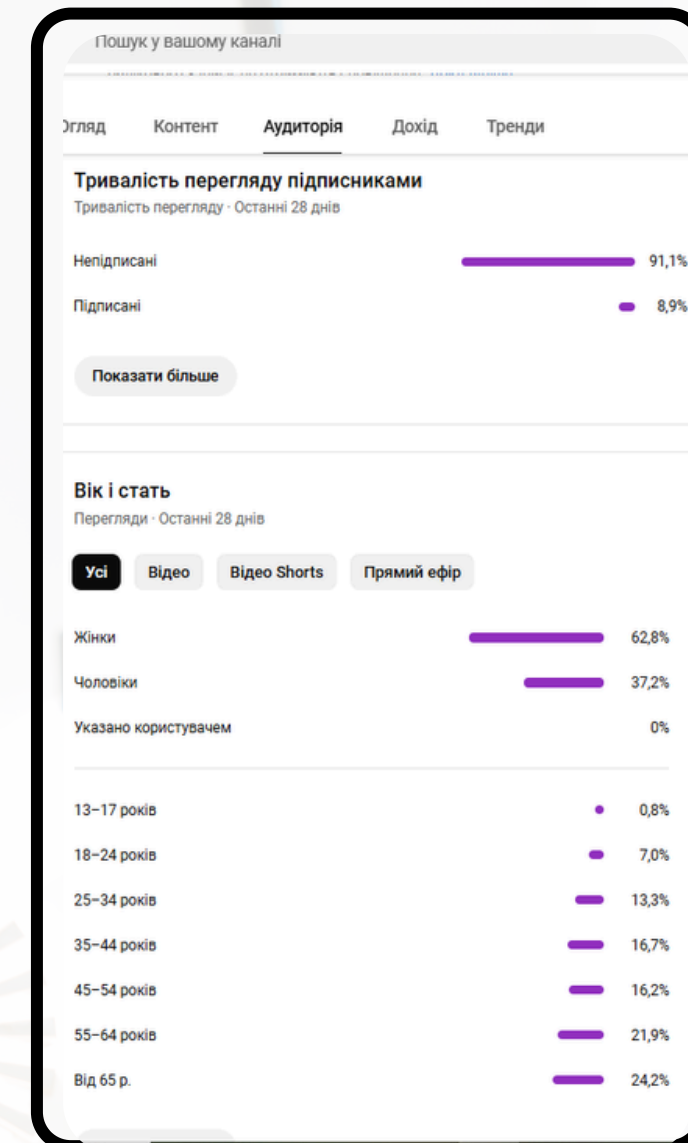 Пошук у вашому каналі
Огляд Контент Аудиторія Дохід Тренди
Тривалість перегляду підписниками
Тривалість перегляду · Останні 28 днів
Непідписані 91,1%
Підписані 8,9%
Показати більше
Вік і стать
Перегляди · Останні 28 днів
Усі Відео Відео Shorts Прямий ефір
Жінки 62,8%
Чоловіки 37,2%
Указано користувачем 0%
13–17 років 0,8%
18–24 років 7,0%
25–34 років 13,3%
35–44 років 16,7%
45–54 років 16,2%
55–64 років 21,9%
Від 65 р. 24,2%